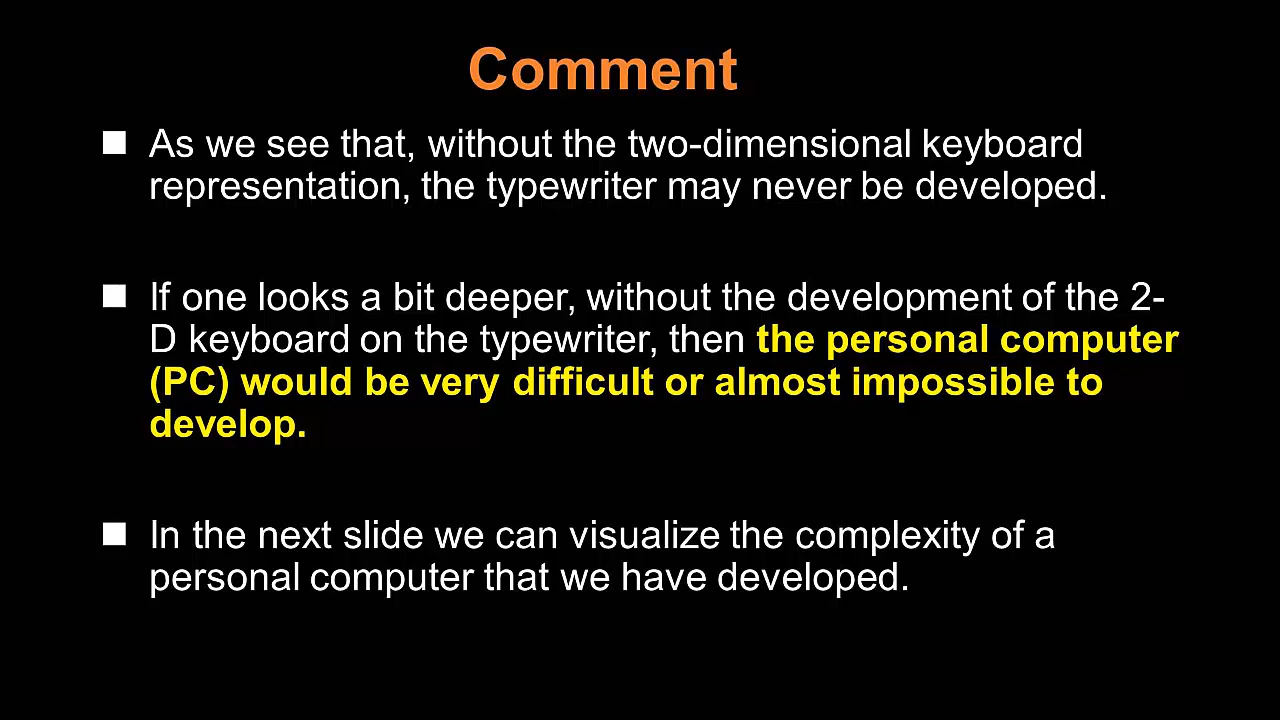 Comment
As we see that, without the two-dimensional keyboard
representation, the typewriter may never be developed.
If one looks a bit deeper, without the development of the 2-
D keyboard on the typewriter, then the personal computer
(PC) would be very difficult or almost impossible to
develop.
In the next slide we can visualize the complexity of a
personal computer that we have developed.